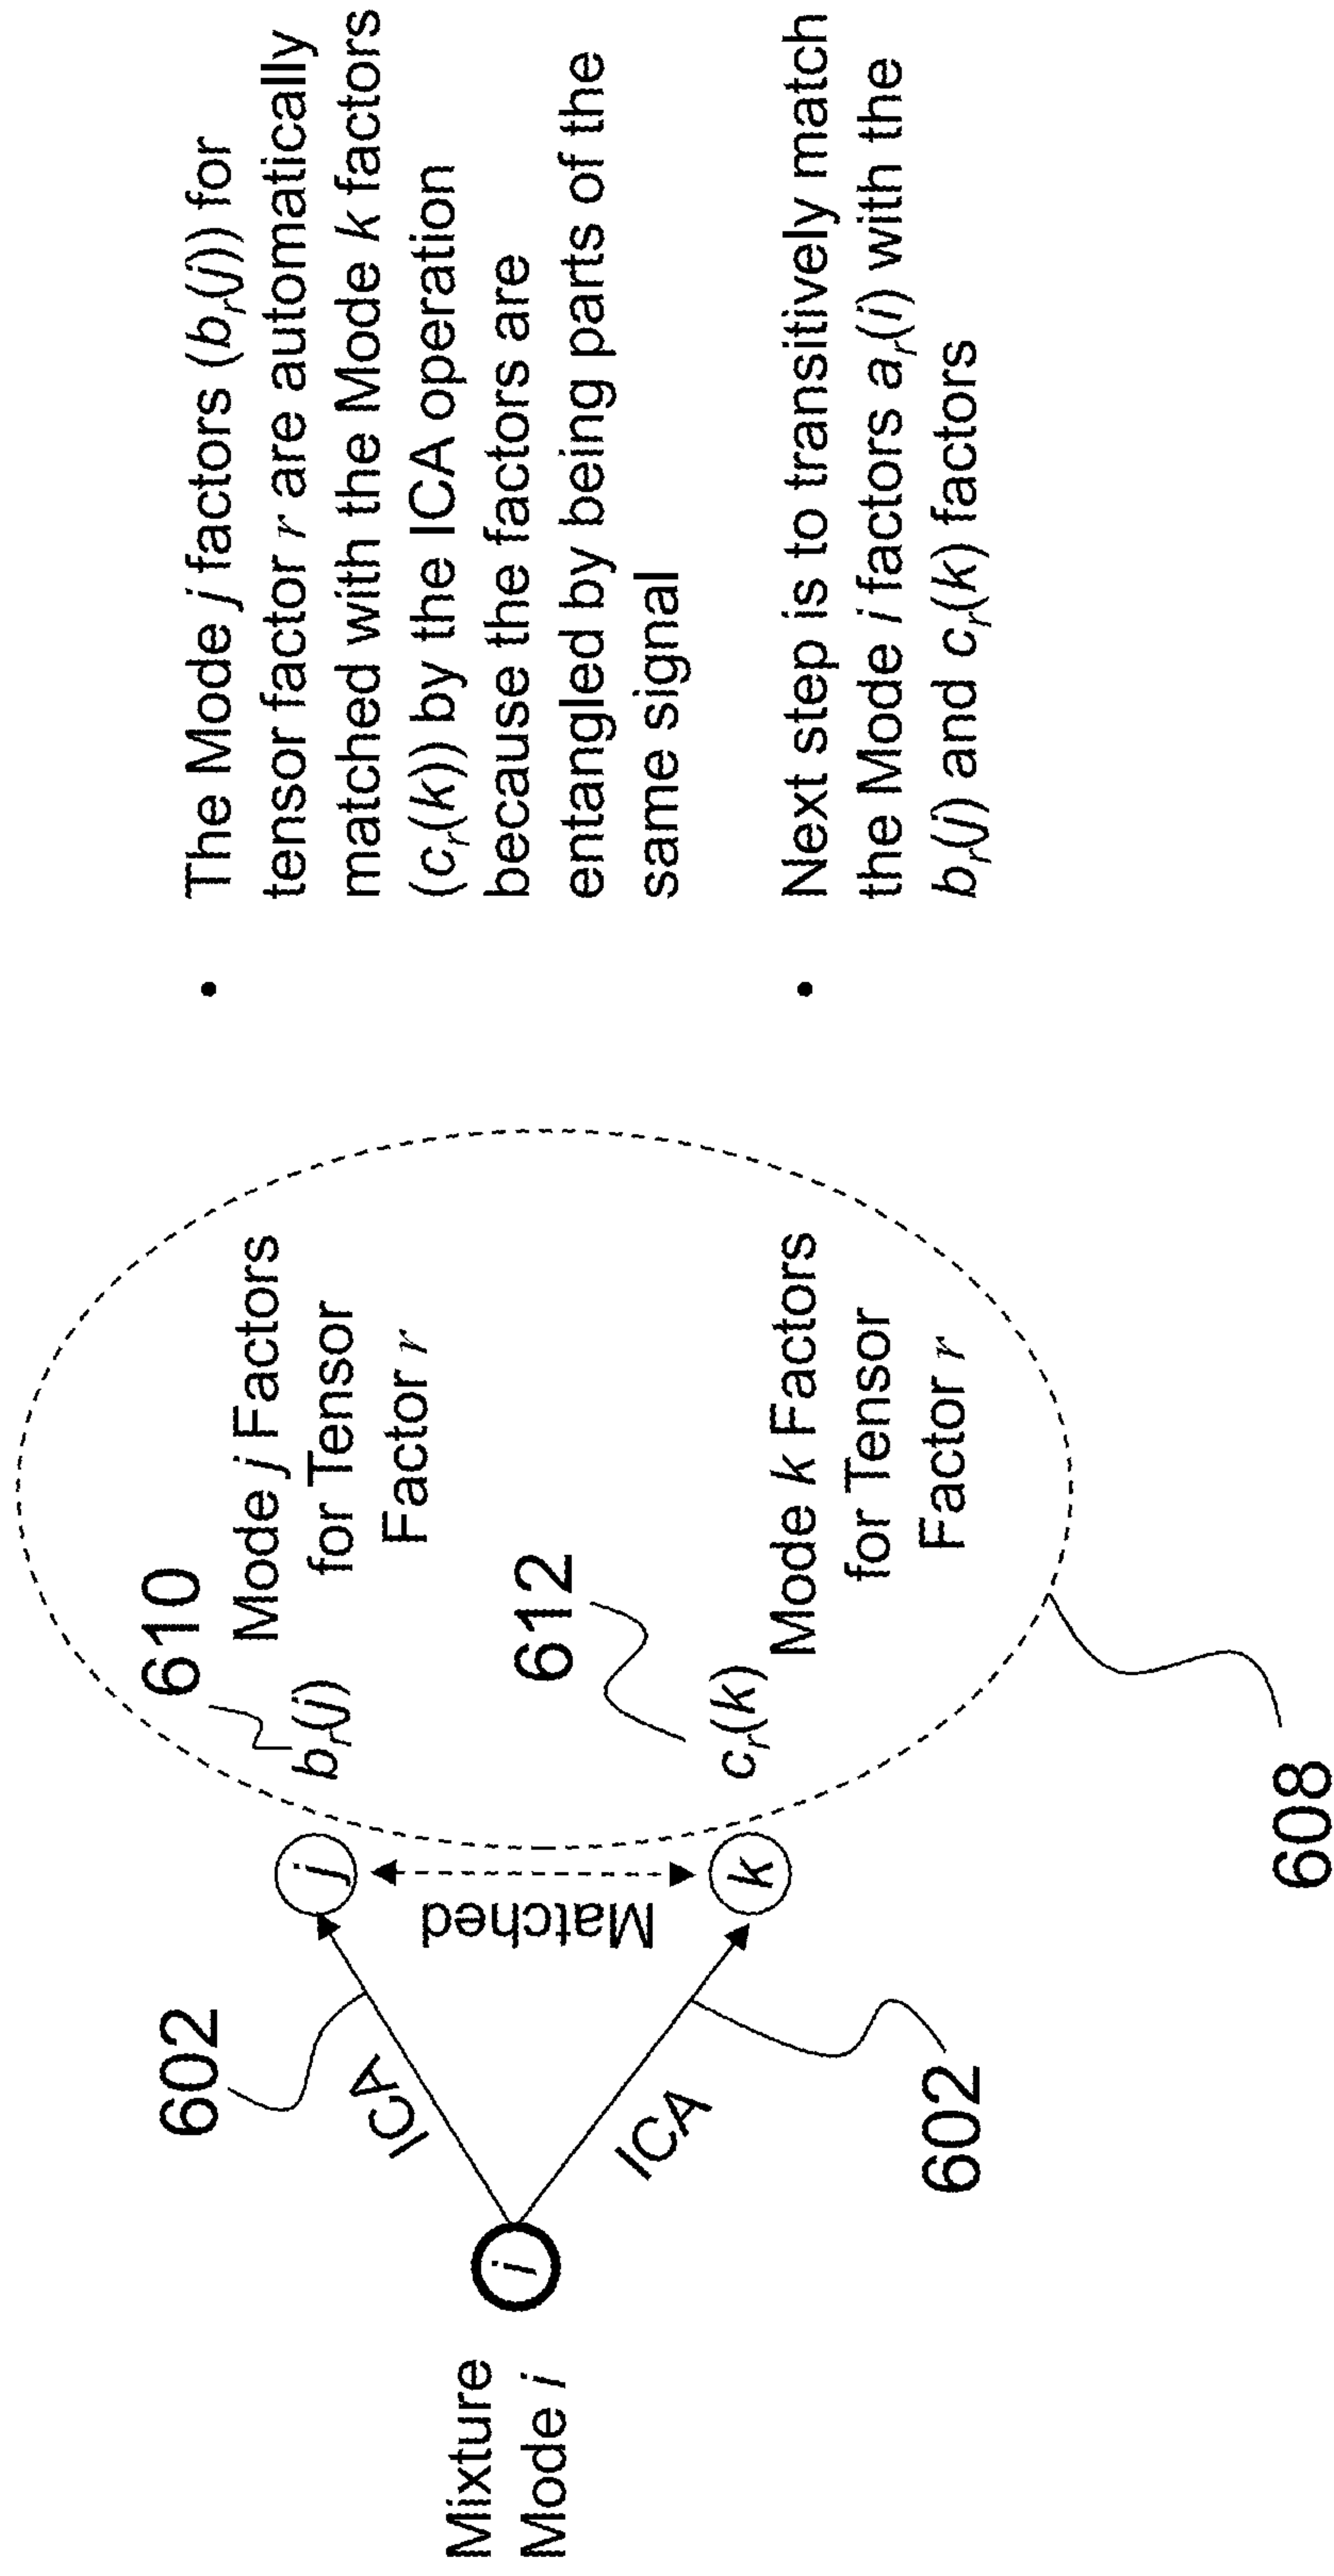 Mixture
Mode i
i
602
ICA
ICA
602
j
Matched
k
610
b_r(j)
Mode j Factors
for Tensor
Factor r
612
c_r(k)
Mode k Factors
for Tensor
Factor r
608
• The Mode j factors (b_r(j)) for
tensor factor r are automatically
matched with the Mode k factors
(c_r(k)) by the ICA operation
because the factors are
entangled by being parts of the
same signal
• Next step is to transitively match
the Mode i factors a_r(i) with the
b_r(j) and c_r(k) factors